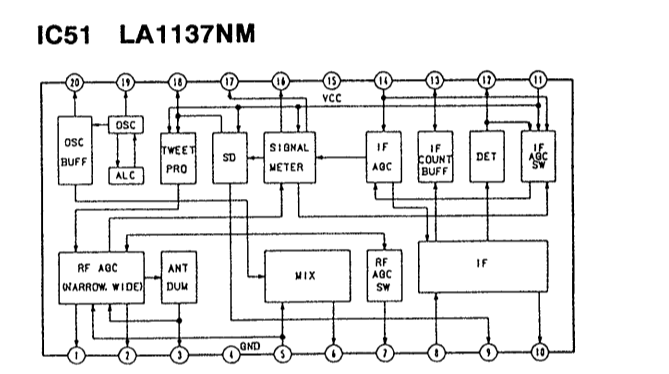 IC51 LA1137NM
20 19 18 17 16 15 14 13 12 11
VCC
OSC BUFF
OSC
ALC
TWEET PRO
SD
SIGNAL METER
IF AGC
IF COUNT BUFF
DET
IF AGC SW
RF AGC (NARROW. WIDE)
ANT DUM
MIX
RF AGC SW
IF
GND
1 2 3 4 5 6 7 8 9 10